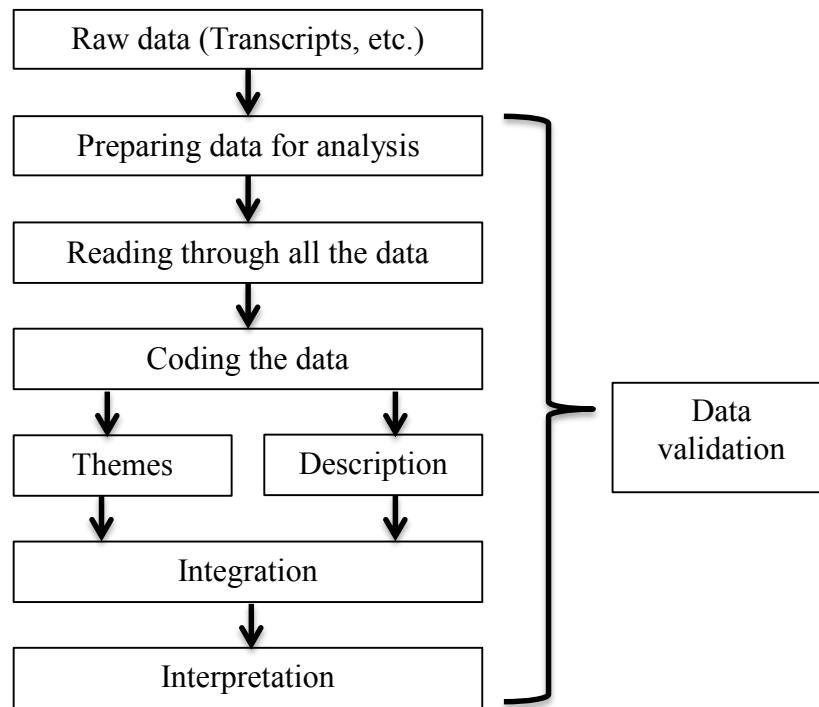 Raw data (Transcripts, etc.)
Preparing data for analysis
Reading through all the data
Coding the data
Themes
Description
Integration
Interpretation
Data
validation